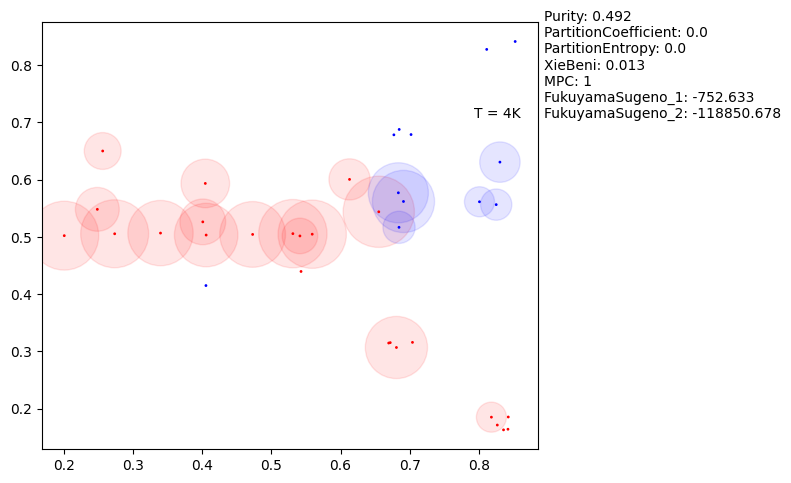 Purity: 0.492
PartitionCoefficient: 0.0
PartitionEntropy: 0.0
XieBeni: 0.013
MPC: 1
FukuyamaSugeno_1: -752.633
FukuyamaSugeno_2: -118850.678
T = 4K
0.8
0.7
0.6
0.5
0.4
0.3
0.2
0.2 0.3 0.4 0.5 0.6 0.7 0.8